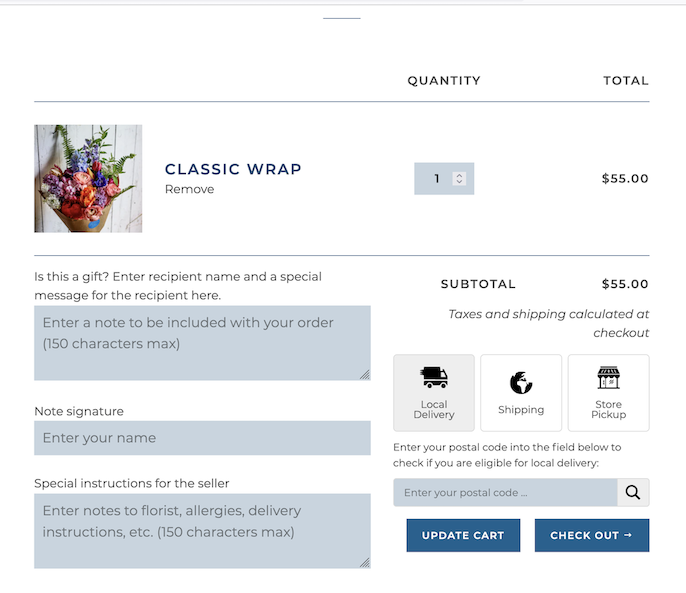 QUANTITY TOTAL
CLASSIC WRAP
Remove
1
$55.00
Is this a gift? Enter recipient name and a special
message for the recipient here.
Enter a note to be included with your order
(150 characters max)
Note signature
Enter your name
Special instructions for the seller
Enter notes to florist, allergies, delivery
instructions, etc. (150 characters max)
SUBTOTAL $55.00
Taxes and shipping calculated at
checkout
Local
Delivery
Shipping
Store
Pickup
Enter your postal code into the field below to
check if you are eligible for local delivery:
Enter your postal code ...
UPDATE CART
CHECK OUT →